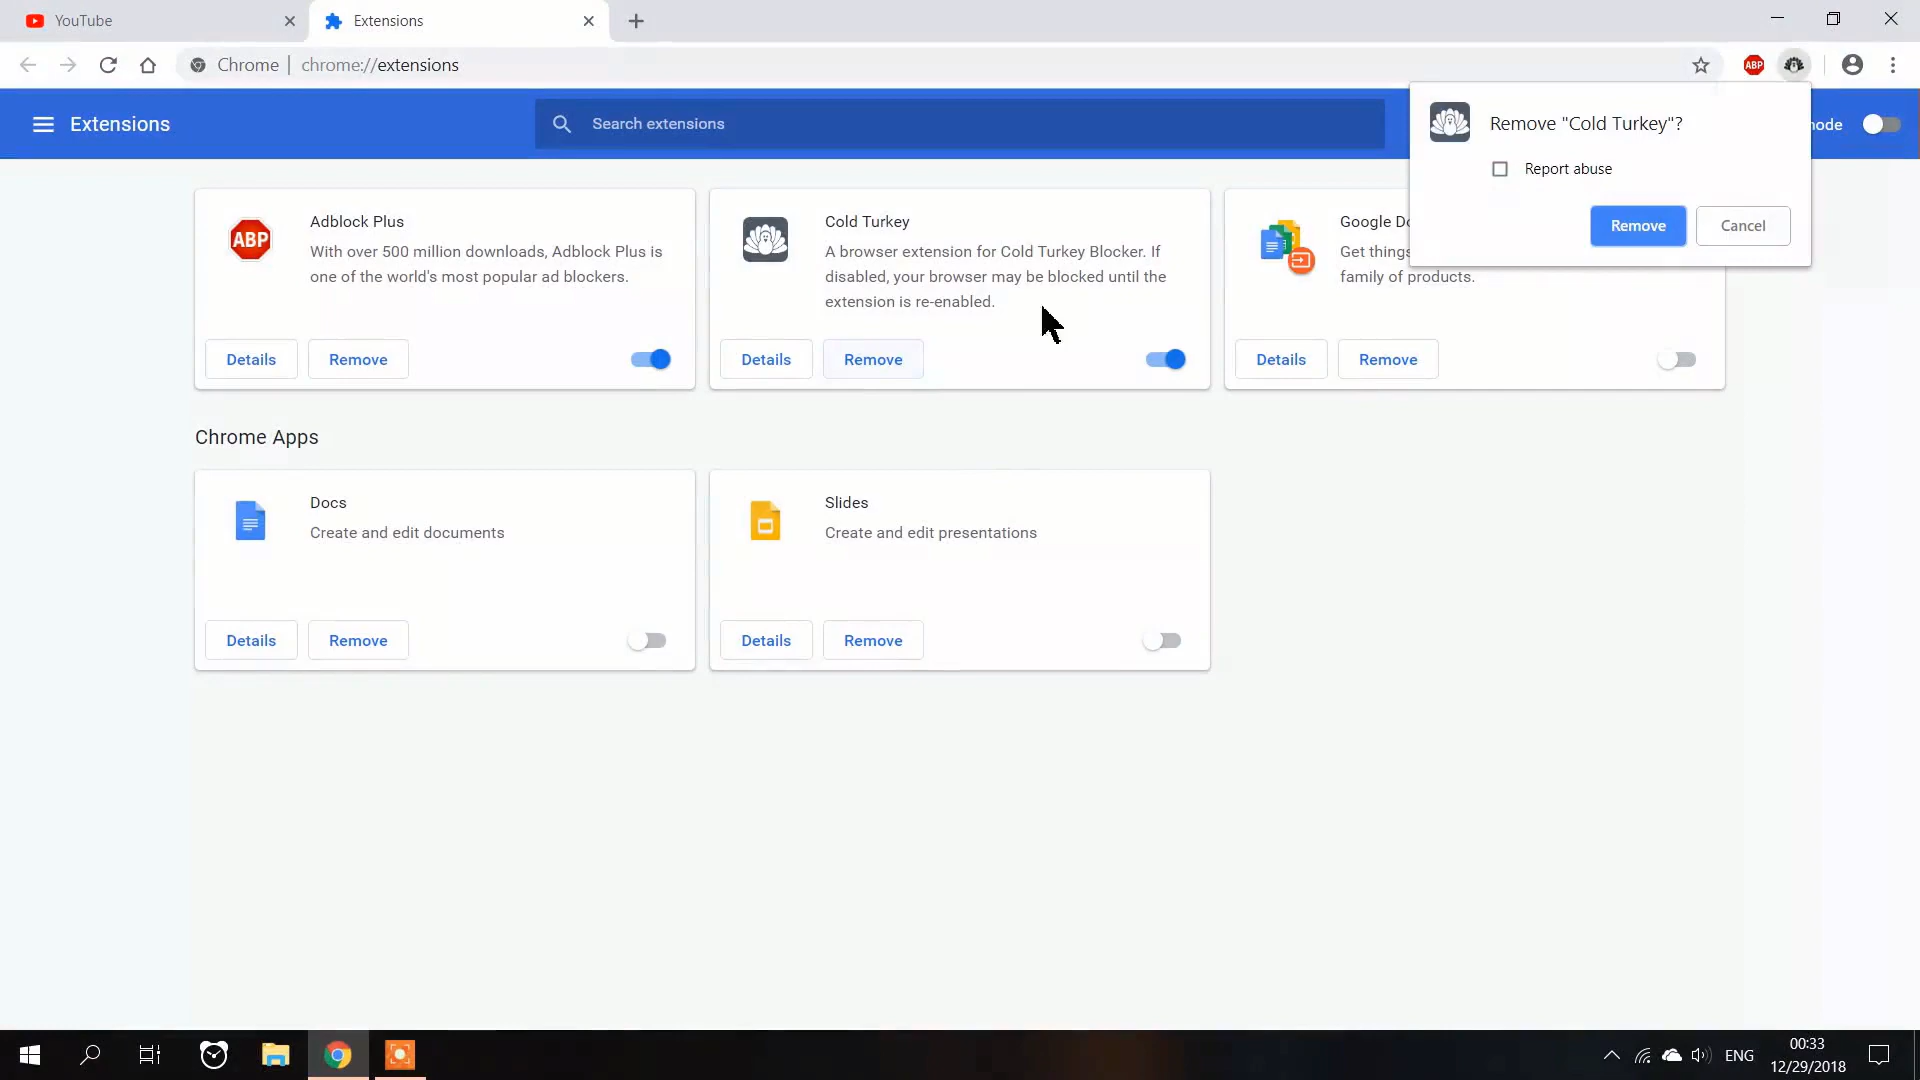 YouTube
Extensions
Chrome
chrome://extensions
ABP
Extensions
Search extensions
Remove "Cold Turkey"?
Report abuse
Remove
Cancel
ABP
Adblock Plus
With over 500 million downloads, Adblock Plus is
one of the world's most popular ad blockers.
Details
Remove
Cold Turkey
A browser extension for Cold Turkey Blocker. If
disabled, your browser may be blocked until the
extension is re-enabled.
Details
Remove
Google
Get things
family of products.
Details
Remove
Chrome Apps
Docs
Create and edit documents
Details
Remove
Slides
Create and edit presentations
Details
Remove
ENG
00:33
12/29/2018